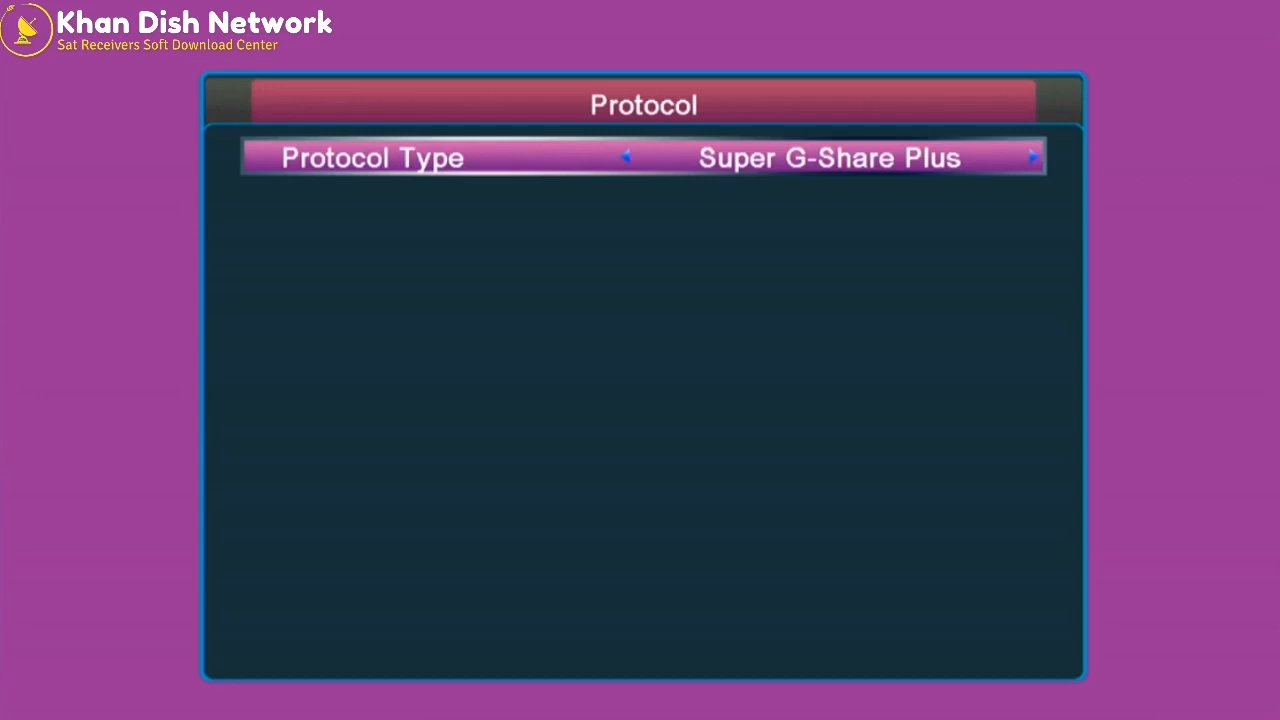 Khan Dish Network
Sat Receivers Soft Download Center
Protocol
Protocol Type Super G-Share Plus